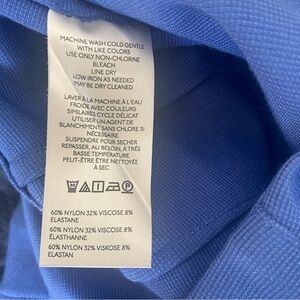 MACHINE WASH COLD GENTLE
WITH LIKE COLORS
USE ONLY NON-CHLORINE
BLEACH
LINE DRY
LOW IRON AS NEEDED
MAY BE DRY CLEANED
LAVER À LA MACHINE À L'EAU
FROIDE AVEC COULEURS
SIMILAIRES CYCLE DÉLICAT
UTILISER UN AGENT DE
BLANCHIMENT SANS CHLORE SI
NÉCESSAIRE
SUSPENDRE POUR SÉCHER
REPASSER, AU BESOIN, À TRÈS
BASSE TEMPÉRATURE
PEUT-ÊTRE ÊTRE NETTOYÉ
À SEC
60% NYLON 32% VISCOSE 8%
ELASTANE
60% NYLON 32% VISCOSE 8%
ÉLASTHANNE
60% NYLON 32% VISCOSE 8%
ELASTAN